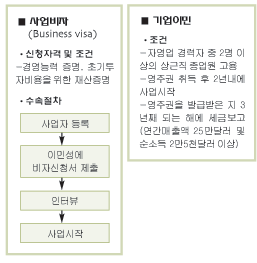 ■ 사업비자
(Business visa)
• 신청자격 및 조건
-경영능력 증명, 초기투
자비용을 위한 재산증명
• 수속절차
사업자 등록
이민성에
비자신청서 제출
인터뷰
사업시작
■ 기업이민
• 조건
-자영업 경력자 중 2명 이
상의 상근직 종업원 고용
-영주권 취득 후 2년내에
사업시작
-영주권을 발급받은 지 3
년째 되는 해에 세금보고
(연간매출액 25만달러 및
순소득 2만5천달러 이상)